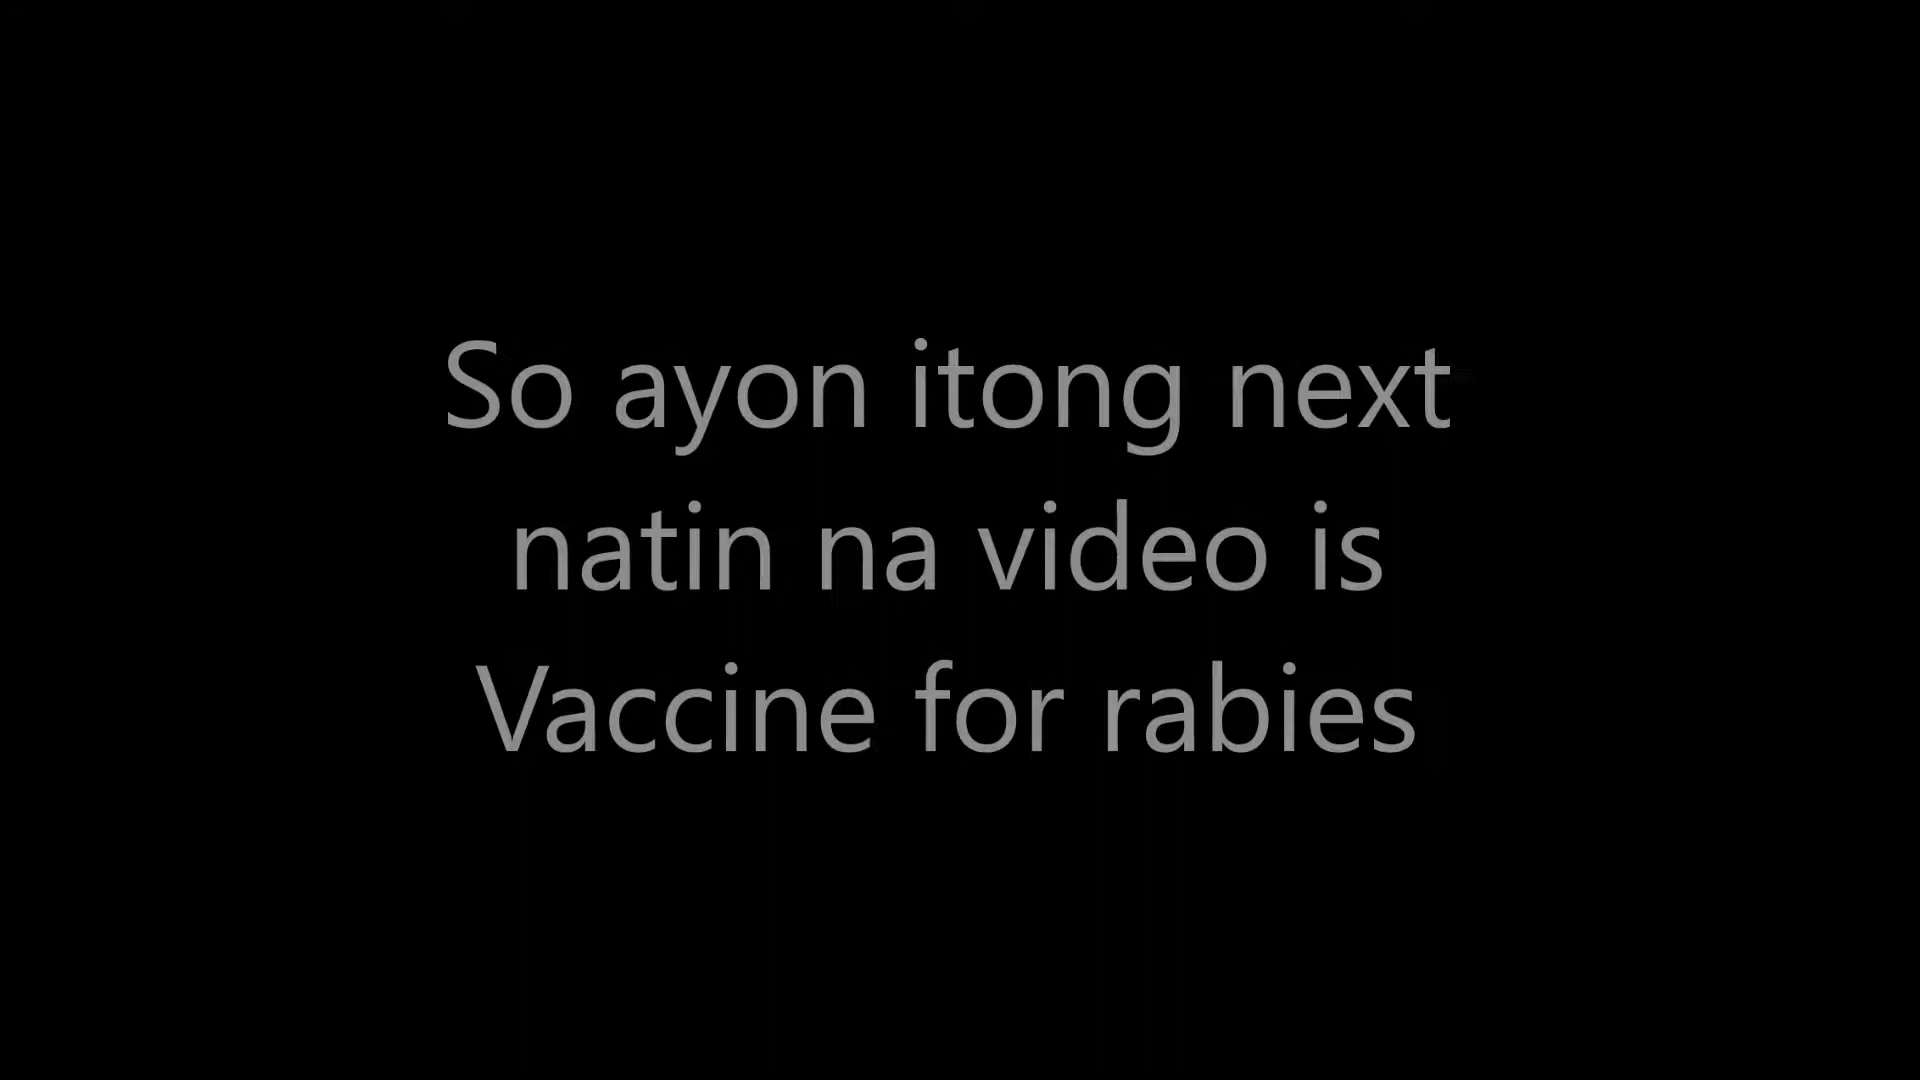 So ayon itong next
natin na video is
Vaccine for rabies